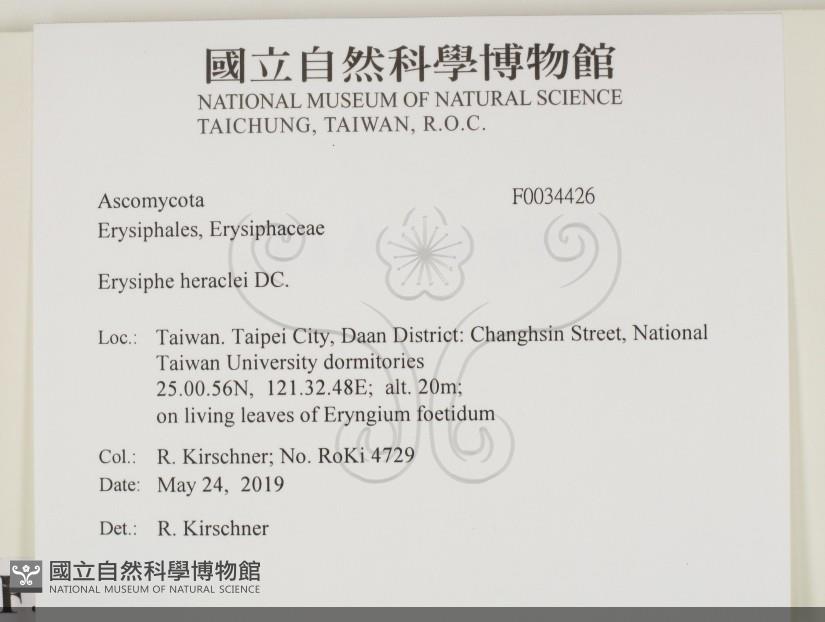 國立自然科學博物館
NATIONAL MUSEUM OF NATURAL SCIENCE
TAICHUNG, TAIWAN, R.O.C.
Ascomycota F0034426
Erysiphales, Erysiphaceae
Erysiphe heraclei DC.
Loc.: Taiwan. Taipei City, Daan District: Changhsin Street, National
Taiwan University dormitories
25.00.56N, 121.32.48E; alt. 20m;
on living leaves of Eryngium foetidum
Col.: R. Kirschner; No. RoKi 4729
Date: May 24, 2019
Det.: R. Kirschner
國立自然科學博物館
NATIONAL MUSEUM OF NATURAL SCIENCE